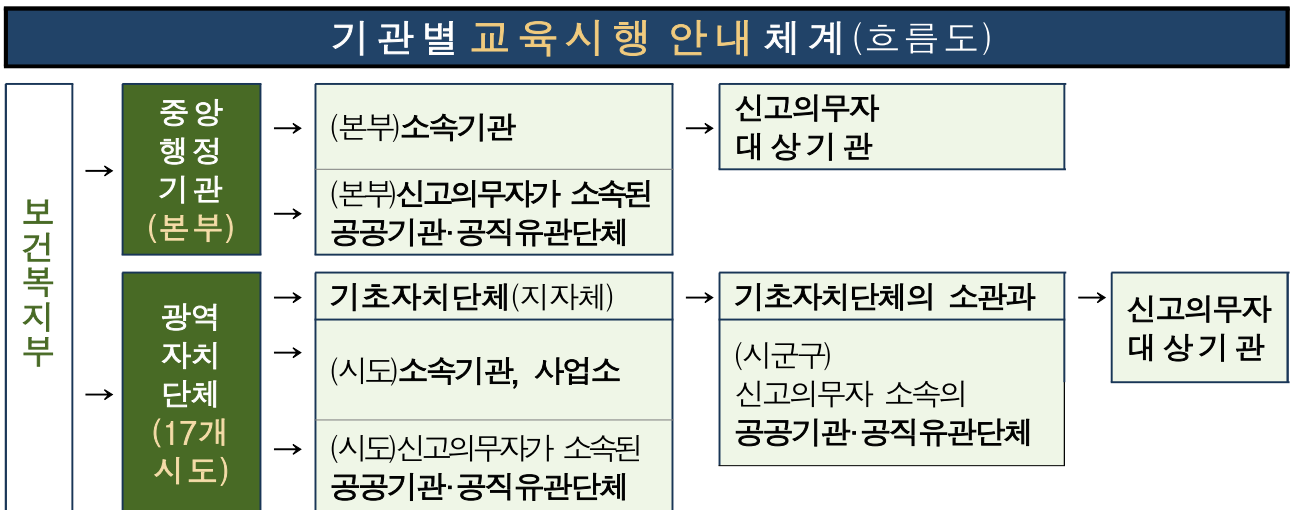 기관별 교육시행 안내 체계(흐름도)
보건복지부
→
중앙
행정
기관
(본부)
→
(본부)소속기관
→
신고의무자
대상기관
→
(본부)신고의무자가 소속된
공공기관·공직유관단체
→
광역
자치
단체
(17개
시도)
→
기초자치단체(지자체)
→
기초자치단체의 소관과
→
신고의무자
대상기관
→
(시도)소속기관, 사업소
(시군구)
신고의무자 소속의
공공기관·공직유관단체
→
(시도)신고의무자가 소속된
공공기관·공직유관단체